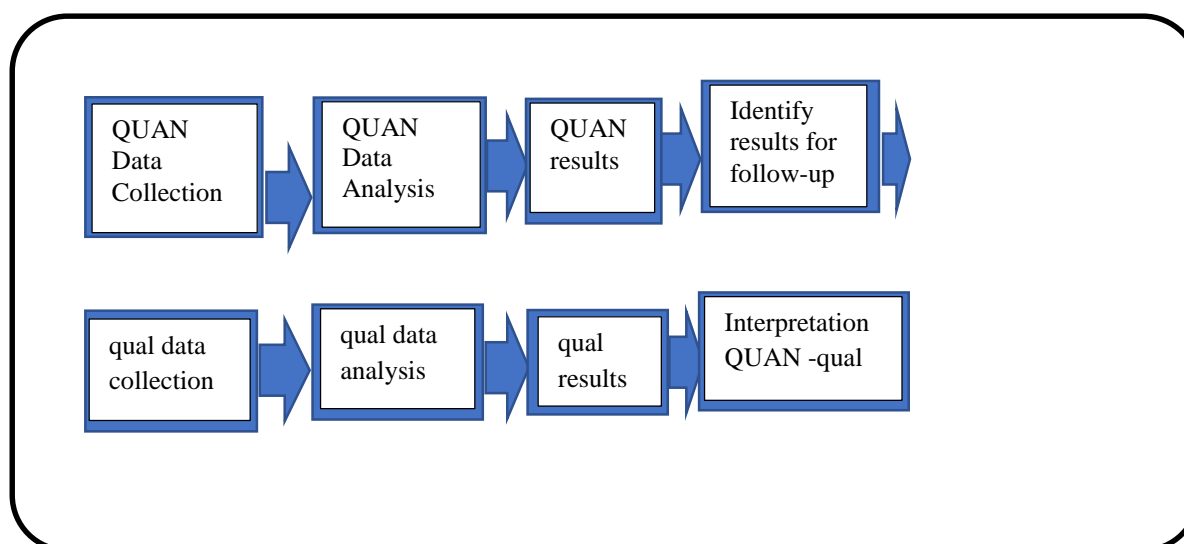 QUAN
Data
Collection
QUAN
Data
Analysis
QUAN
results
Identify
results for
follow-up
qual data
collection
qual data
analysis
qual
results
Interpretation
QUAN -qual